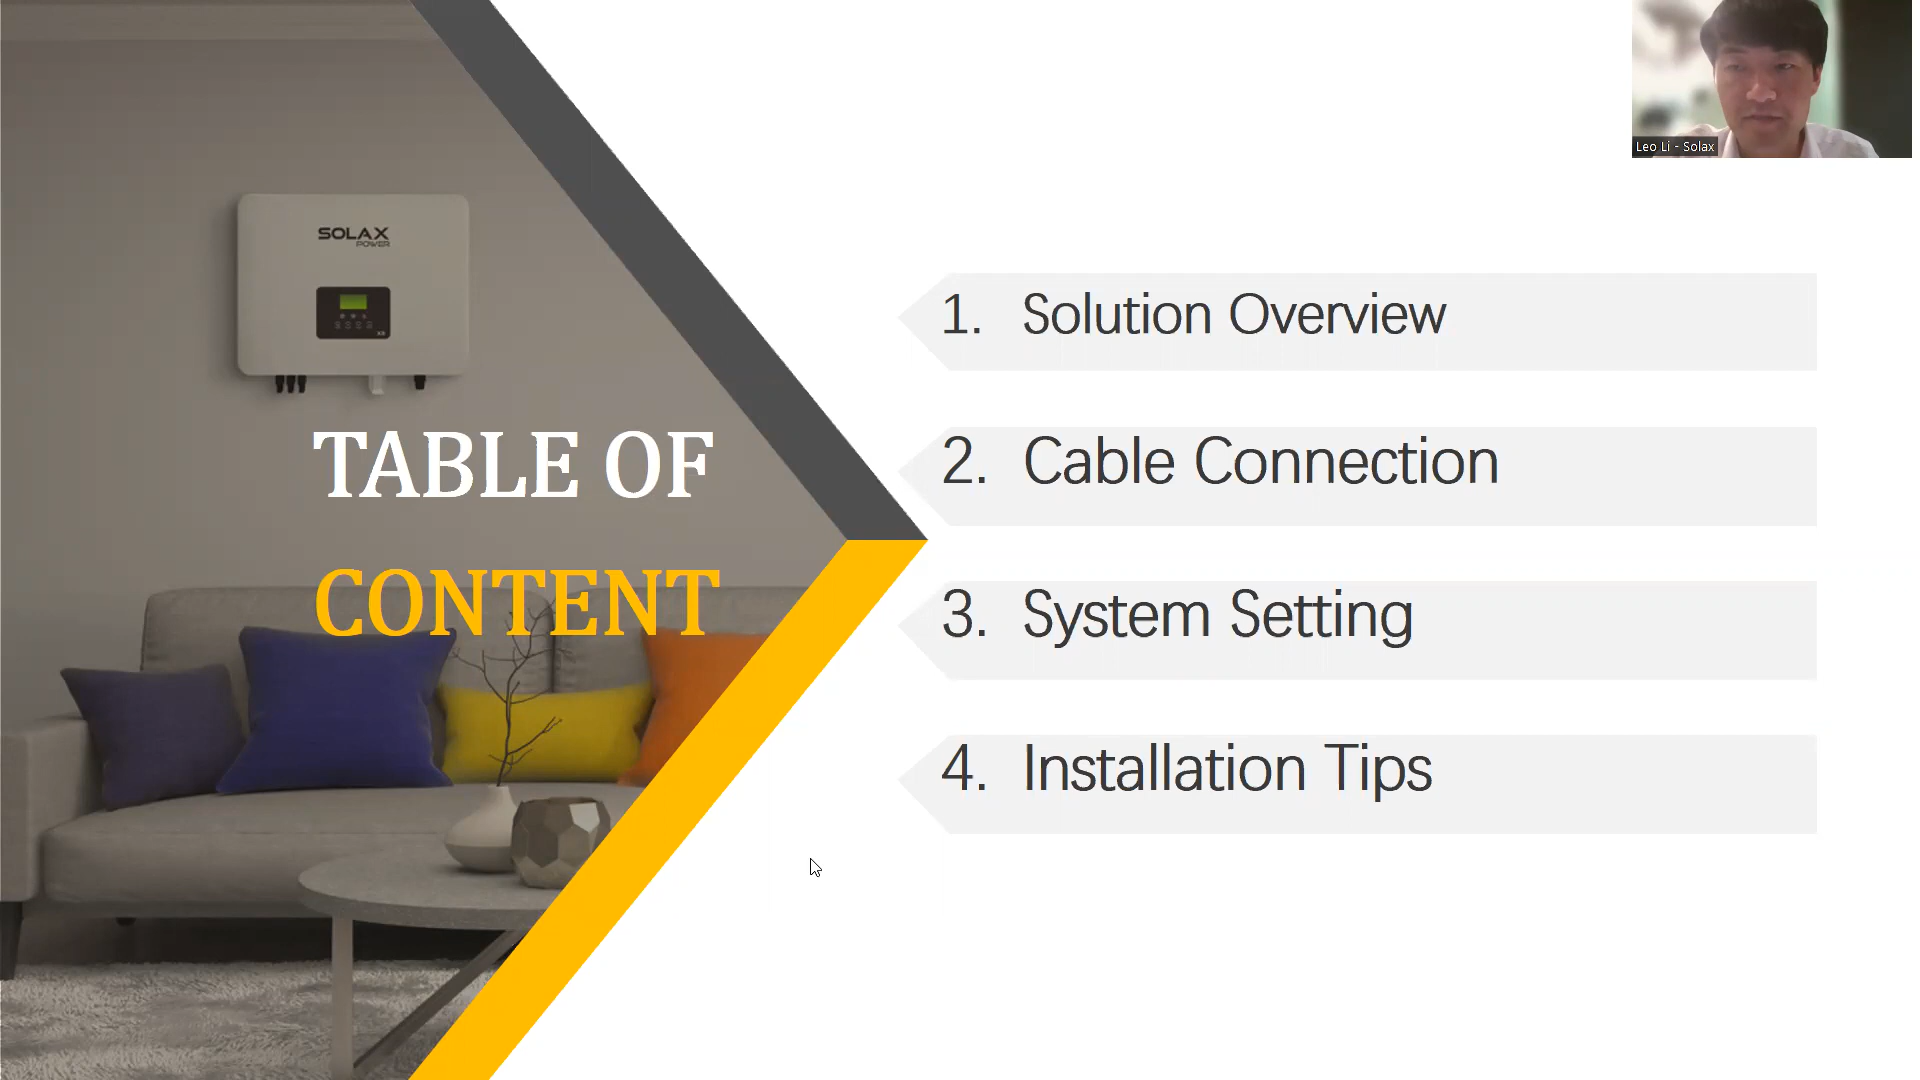 SOLAX
POWER
X3
TABLE OF
CONTENT
1. Solution Overview
2. Cable Connection
3. System Setting
4. Installation Tips
Leo Li - Solax